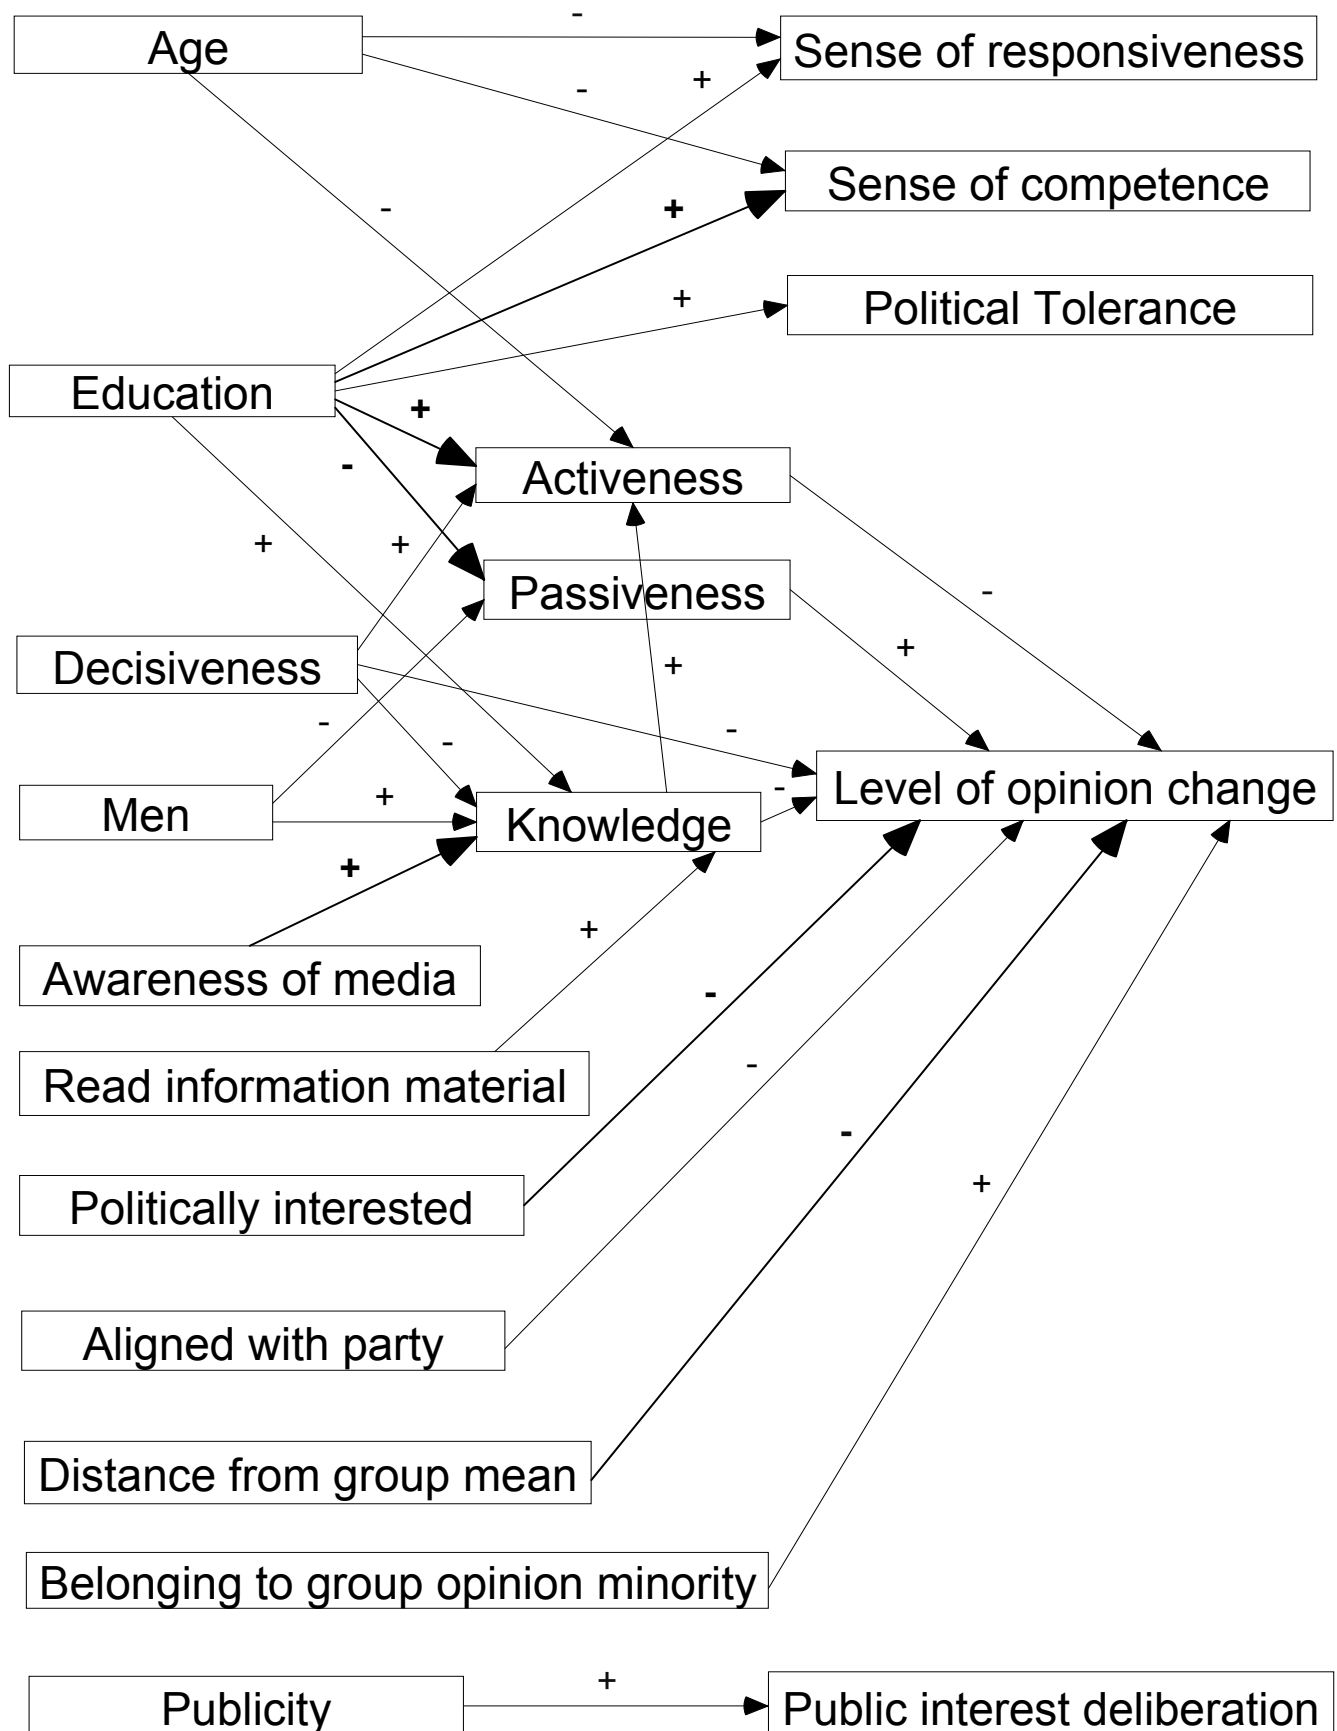 -
Age
Sense of responsiveness
+
-
Sense of competence
-
+
Political Tolerance
+
Education
+
-
Activeness
+
+
Passiveness
-
+
Decisiveness
+
-
-
-
Level of opinion change
-
Men
+
Knowledge
+
+
Awareness of media
-
Read information material
-
-
+
Politically interested
Aligned with party
Distance from group mean
Belonging to group opinion minority
+
Publicity
Public interest deliberation